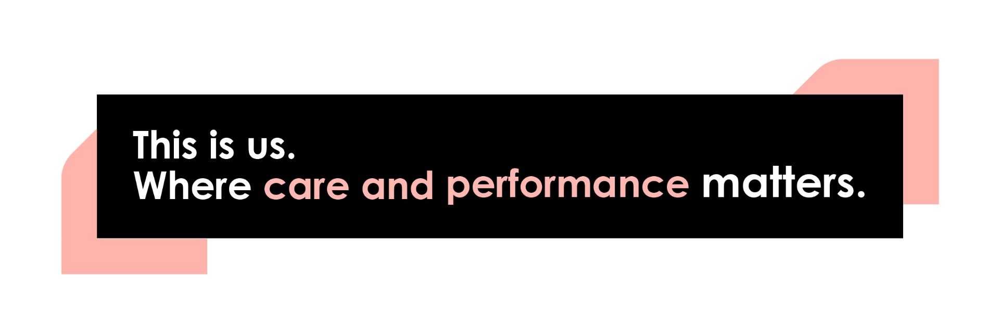 This is us.
Where care and performance matters.